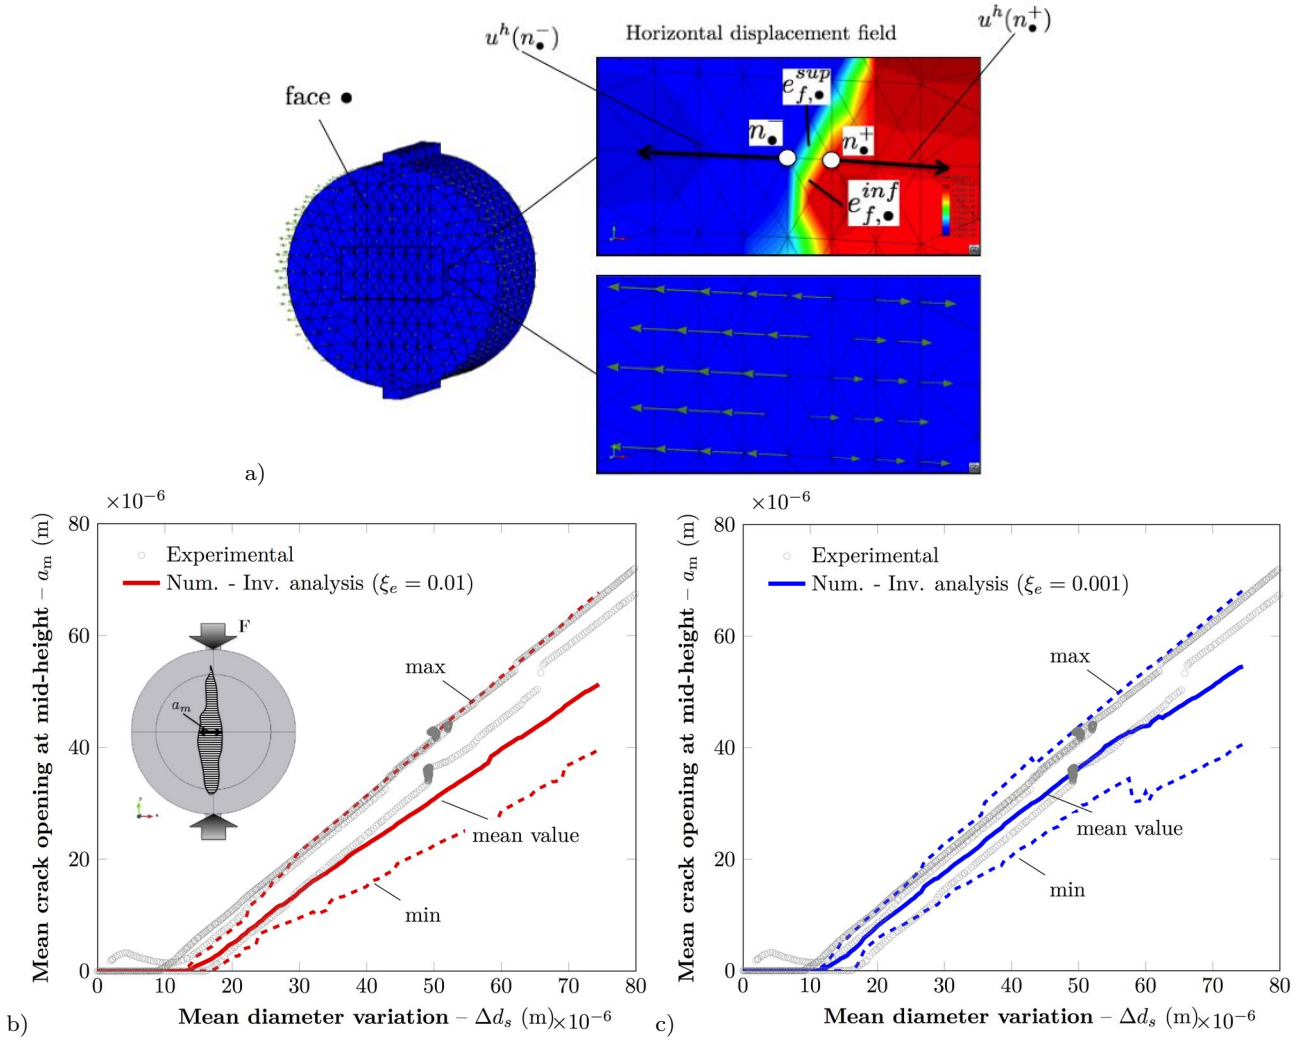 Horizontal displacement field
u^h(n_●^-)
u^h(n_●^+)
face ●
e_{f,●}^{sup}
n_●^-
n_●^+
e_{f,●}^{inf}
a)
×10^{-6}
80
60
40
20
0
Mean crack opening at mid-height – a_m (m)
Experimental
Num. - Inv. analysis (ξ_e = 0.01)
F
a_m
max
mean value
min
0 10 20 30 40 50 60 70 80
Mean diameter variation – Δd_s (m)×10^{-6}
b)
×10^{-6}
80
60
40
20
0
Mean crack opening at mid-height – a_m (m)
Experimental
Num. - Inv. analysis (ξ_e = 0.001)
max
mean value
min
0 10 20 30 40 50 60 70 80
Mean diameter variation – Δd_s (m)×10^{-6}
c)